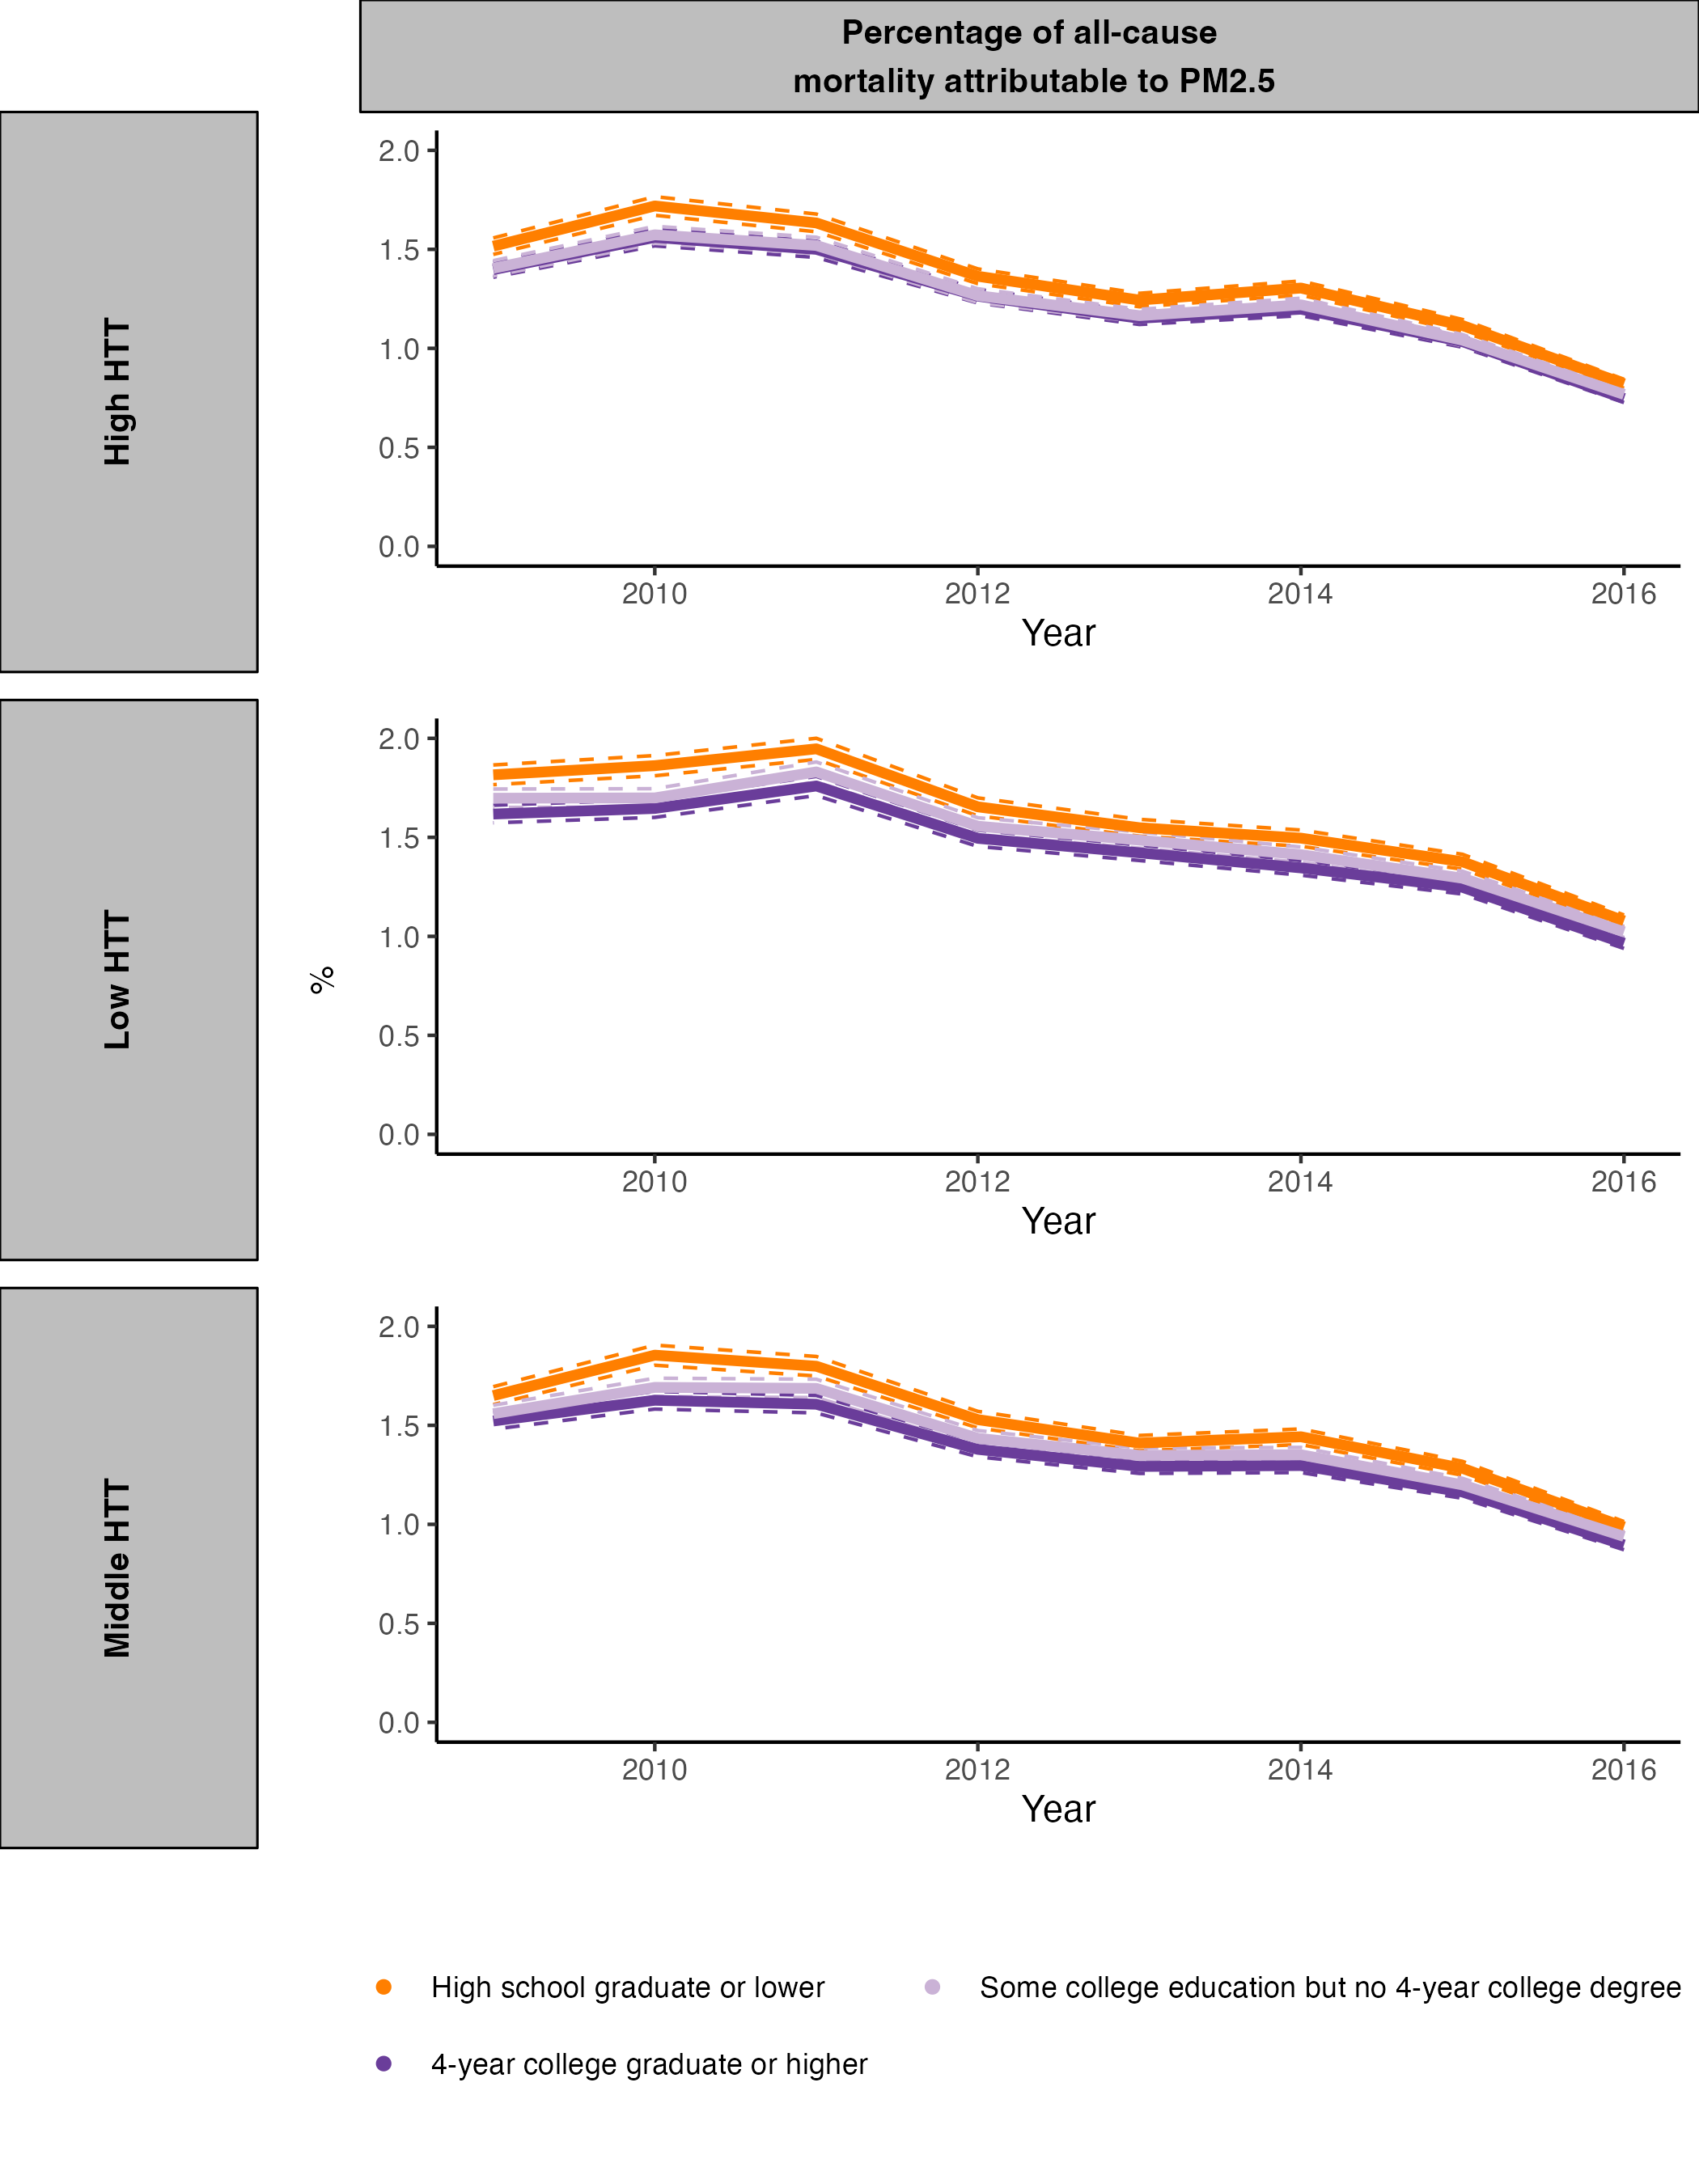 Percentage of all-cause
mortality attributable to PM2.5
High HTT
2.0
1.5
1.0
0.5
0.0
2010 2012 2014 2016
Year
Low HTT
%
2.0
1.5
1.0
0.5
0.0
2010 2012 2014 2016
Year
Middle HTT
2.0
1.5
1.0
0.5
0.0
2010 2012 2014 2016
Year
High school graduate or lower
Some college education but no 4-year college degree
4-year college graduate or higher